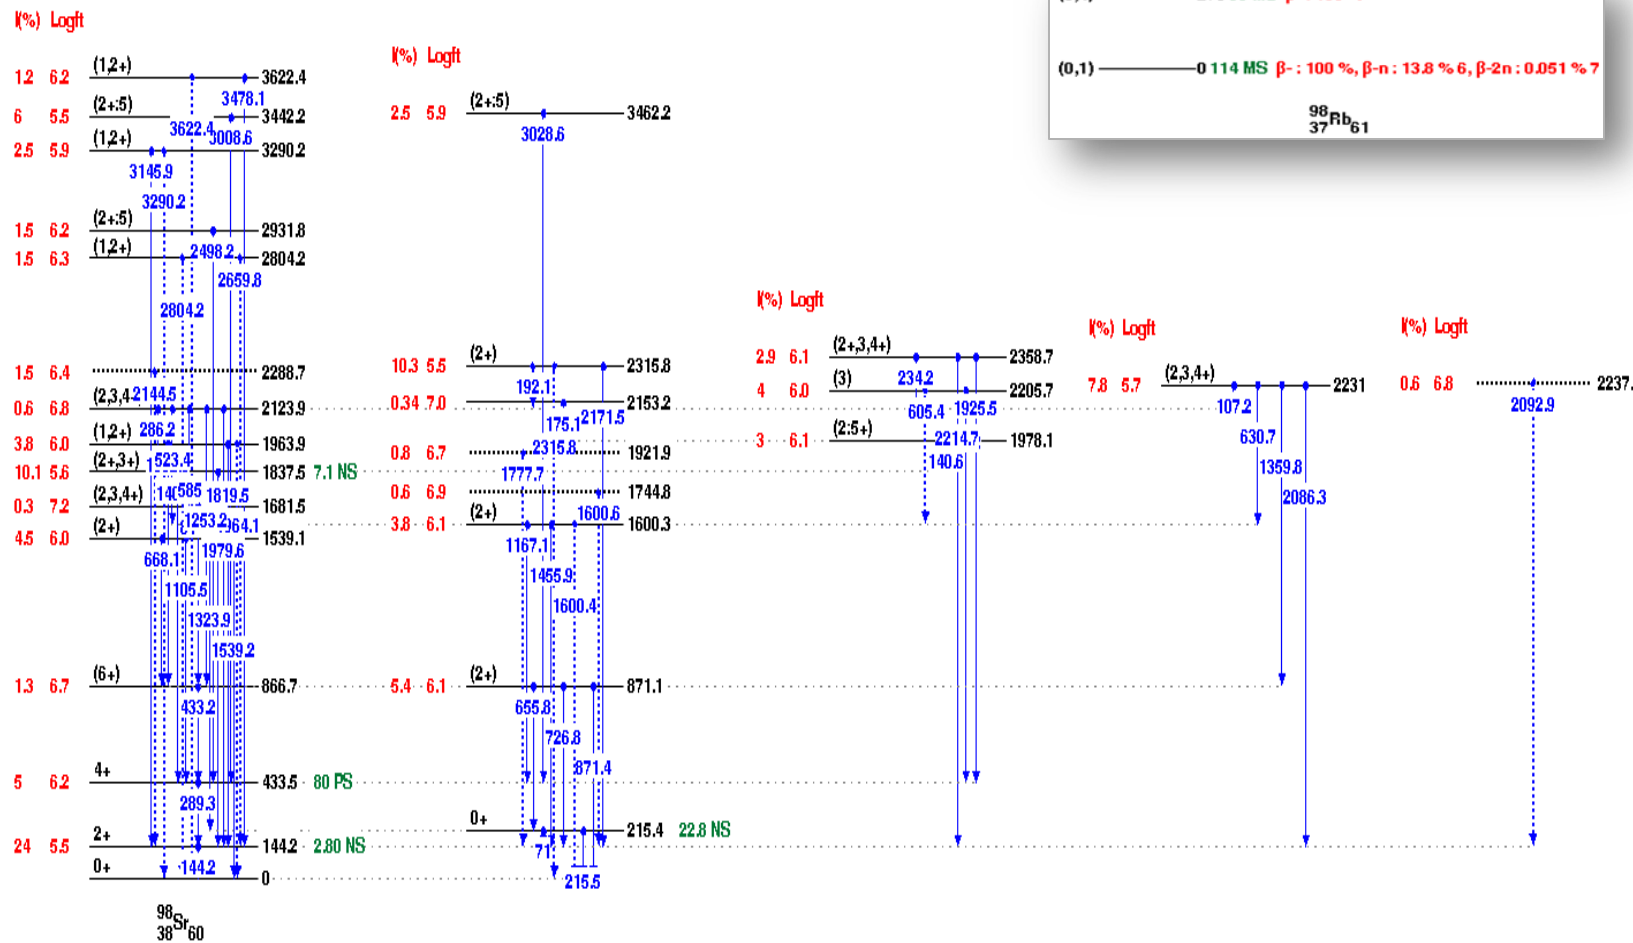 I(%) Logft
1.2 6.2 (1,2+) 3622.4
3478.1
6 5.5 (2+:5) 3442.2
3622.4 3008.6
2.5 5.9 (1,2+) 3290.2
3145.9
3290.2
1.5 6.2 (2+:5) 2931.8
2498.2
1.5 6.3 (1,2+) 2804.2
2659.8
2804.2
1.5 6.4 2288.7
2144.5
0.6 6.8 (2,3,4 2123.9
286.2
3.8 6.0 (1,2+) 1963.9
1523.4
10.1 5.6 (2+,3+) 1837.5 7.1 NS
585 1819.5
0.3 7.2 (2,3,4+) 1681.5
1253.2 964.1
4.5 6.0 (2+) 1539.1
668.1 1979.6
1105.5
1323.9
1539.2
1.3 6.7 (6+) 866.7
433.2
5 6.2 4+ 433.5 80 PS
289.3
24 5.5 2+ 144.2 2.80 NS
144.2
0+ 0
98
38 Sr 60
I(%) Logft
2.5 5.9 (2+:5) 3462.2
3028.6
10.3 5.5 (2+) 2315.8
192.1
0.34 7.0 2153.2
175.1 2171.5
2315.8
0.8 6.7 1921.9
1777.7
0.6 6.9 1744.8
1600.6
3.8 6.1 (2+) 1600.3
1167.1
1455.9
1600.4
5.4 6.1 (2+) 871.1
655.8
726.8
871.4
0+ 215.4 22.8 NS
71
215.5
I(%) Logft
2.9 6.1 (2+,3,4+) 2358.7
234.2
4 6.0 (3) 2205.7
605.4 1925.5
3 6.1 (2:5+) 1978.1
2214.7
140.6
I(%) Logft
7.8 5.7 (2,3,4+) 2231
107.2
630.7
1359.8
2086.3
I(%) Logft
0.6 6.8 2237.
2092.9
(0,1) 0 114 MS β- : 100 %, β-n : 13.8 % 6, β-2n : 0.051 % 7
98
37 Rb 61